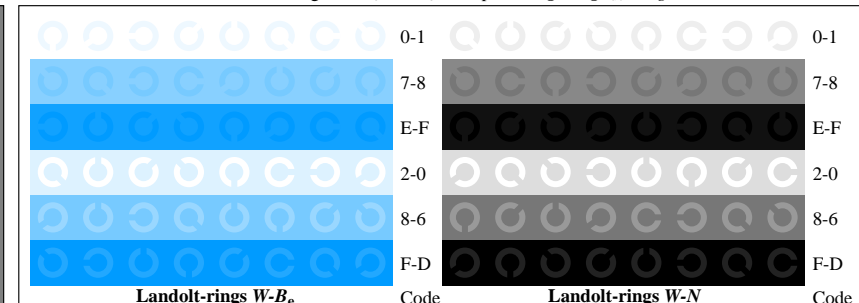 0-1 0-1
7-8 7-8
E-F E-F
2-0 2-0
8-6 8-6
F-D F-D
Landolt-rings W-Be Code Landolt-rings W-N Code